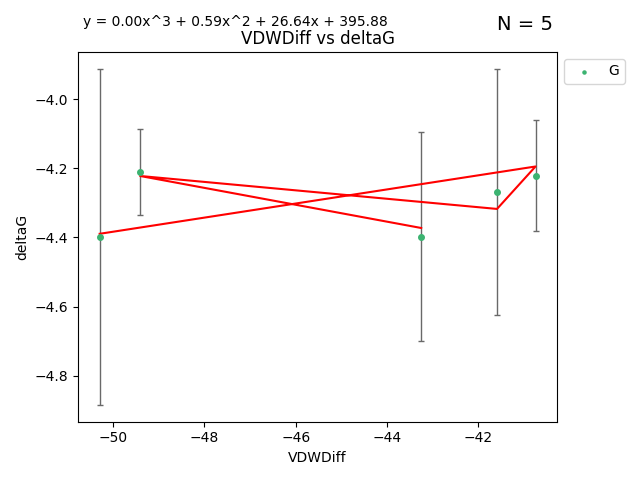 y = 0.00x^3 + 0.59x^2 + 26.64x + 395.88
N = 5
VDWDiff vs deltaG
G
−4.0
−4.2
−4.4
−4.6
−4.8
deltaG
−50
−48
−46
−44
−42
VDWDiff